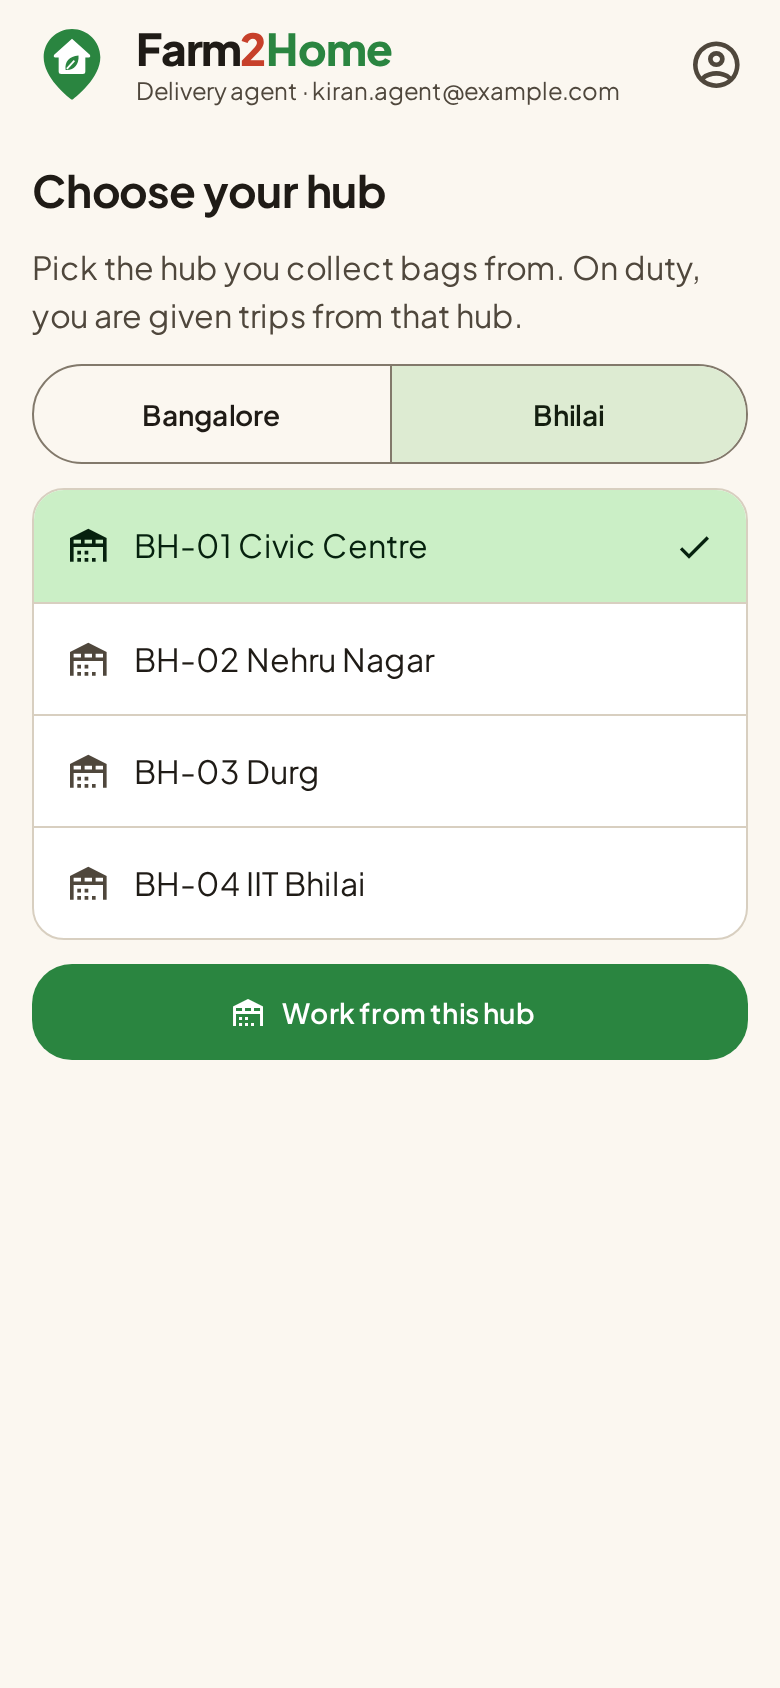 Farm2Home
Delivery agent · kiran.agent@example.com
Choose your hub
Pick the hub you collect bags from. On duty,
you are given trips from that hub.
Bangalore
Bhilai
BH-01 Civic Centre
BH-02 Nehru Nagar
BH-03 Durg
BH-04 IIT Bhilai
Work from this hub